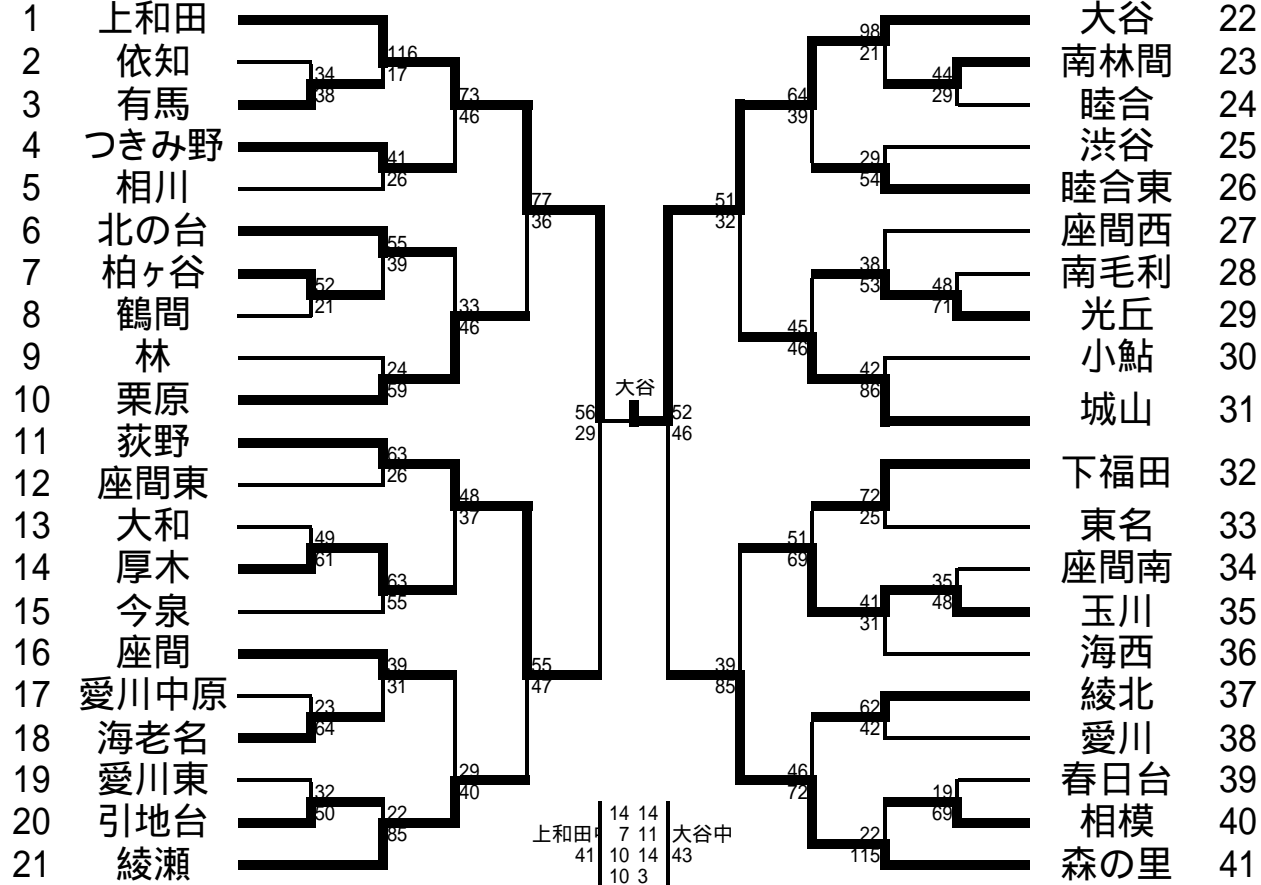 1 上和田
2 依知
3 有馬
4 つきみ野
5 相川
6 北の台
7 柏ヶ谷
8 鶴間
9 林
10 栗原
11 荻野
12 座間東
13 大和
14 厚木
15 今泉
16 座間
17 愛川中原
18 海老名
19 愛川東
20 引地台
21 綾瀬
34
38
52
21
49
61
23
64
32
50
116
17
41
26
55
39
24
59
63
26
63
55
39
31
22
85
73
46
33
46
48
37
29
40
77
36
55
47
56
29
大谷
52
46
51
32
39
85
64
39
45
46
51
69
46
72
98
21
29
54
38
53
42
86
72
25
41
31
62
42
22
115
44
29
48
71
35
48
19
69
大谷 22
南林間 23
睦合 24
渋谷 25
睦合東 26
座間西 27
南毛利 28
光丘 29
小鮎 30
城山 31
下福田 32
東名 33
座間南 34
玉川 35
海西 36
綾北 37
愛川 38
春日台 39
相模 40
森の里 41
14 14
上和田 7 11 大谷中
41 10 14 43
10 3